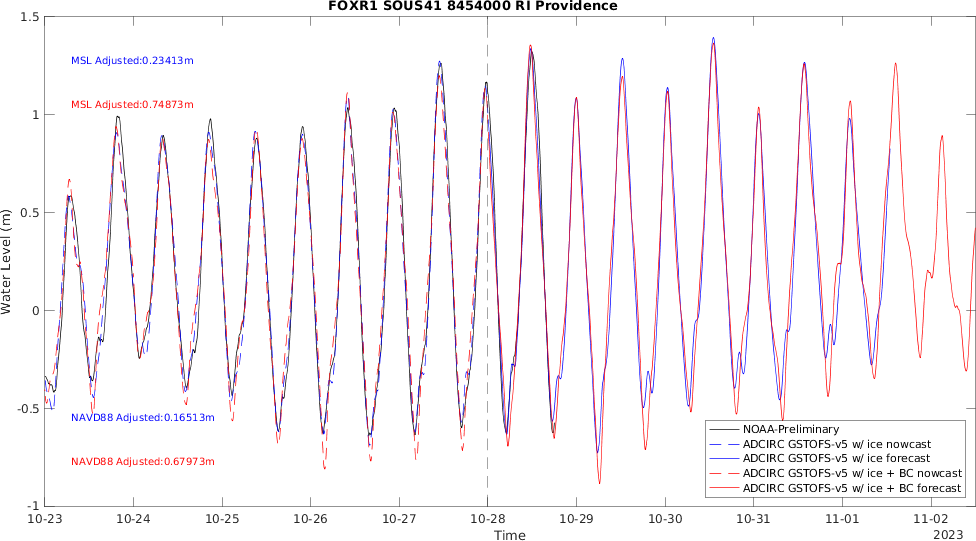 FOXR1 SOUS41 8454000 RI Providence
1.5
MSL Adjusted:0.23413m
MSL Adjusted:0.74873m
1
0.5
Water Level (m)
0
-0.5
NAVD88 Adjusted:0.16513m
NAVD88 Adjusted:0.67973m
NOAA-Preliminary
ADCIRC GSTOFS-v5 w/ ice nowcast
ADCIRC GSTOFS-v5 w/ ice forecast
ADCIRC GSTOFS-v5 w/ ice + BC nowcast
ADCIRC GSTOFS-v5 w/ ice + BC forecast
-1
10-23 10-24 10-25 10-26 10-27 10-28 10-29 10-30 10-31 11-01 11-02
Time
2023